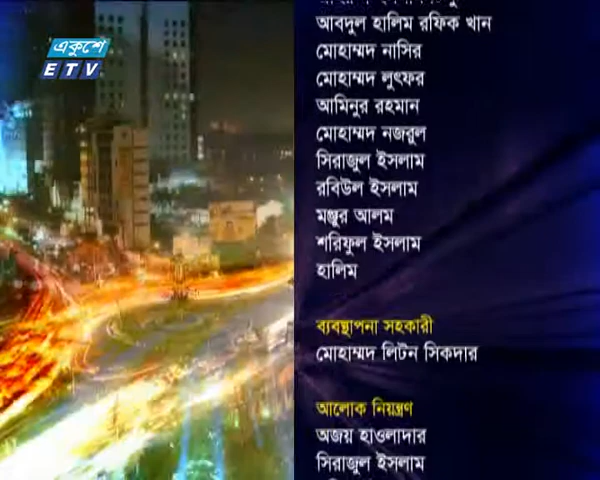 একুশে
ETV
আবদুল হালিম রফিক খান
মোহাম্মদ নাসির
মোহাম্মদ লুৎফর
আমিনুর রহমান
মোহাম্মদ নজরুল
সিরাজুল ইসলাম
রবিউল ইসলাম
মঞ্জুর আলম
শরিফুল ইসলাম
হালিম
ব্যবস্থাপনা সহকারী
মোহাম্মদ লিটন সিকদার
আলোক নিয়ন্ত্রণ
অজয় হাওলাদার
সিরাজুল ইসলাম